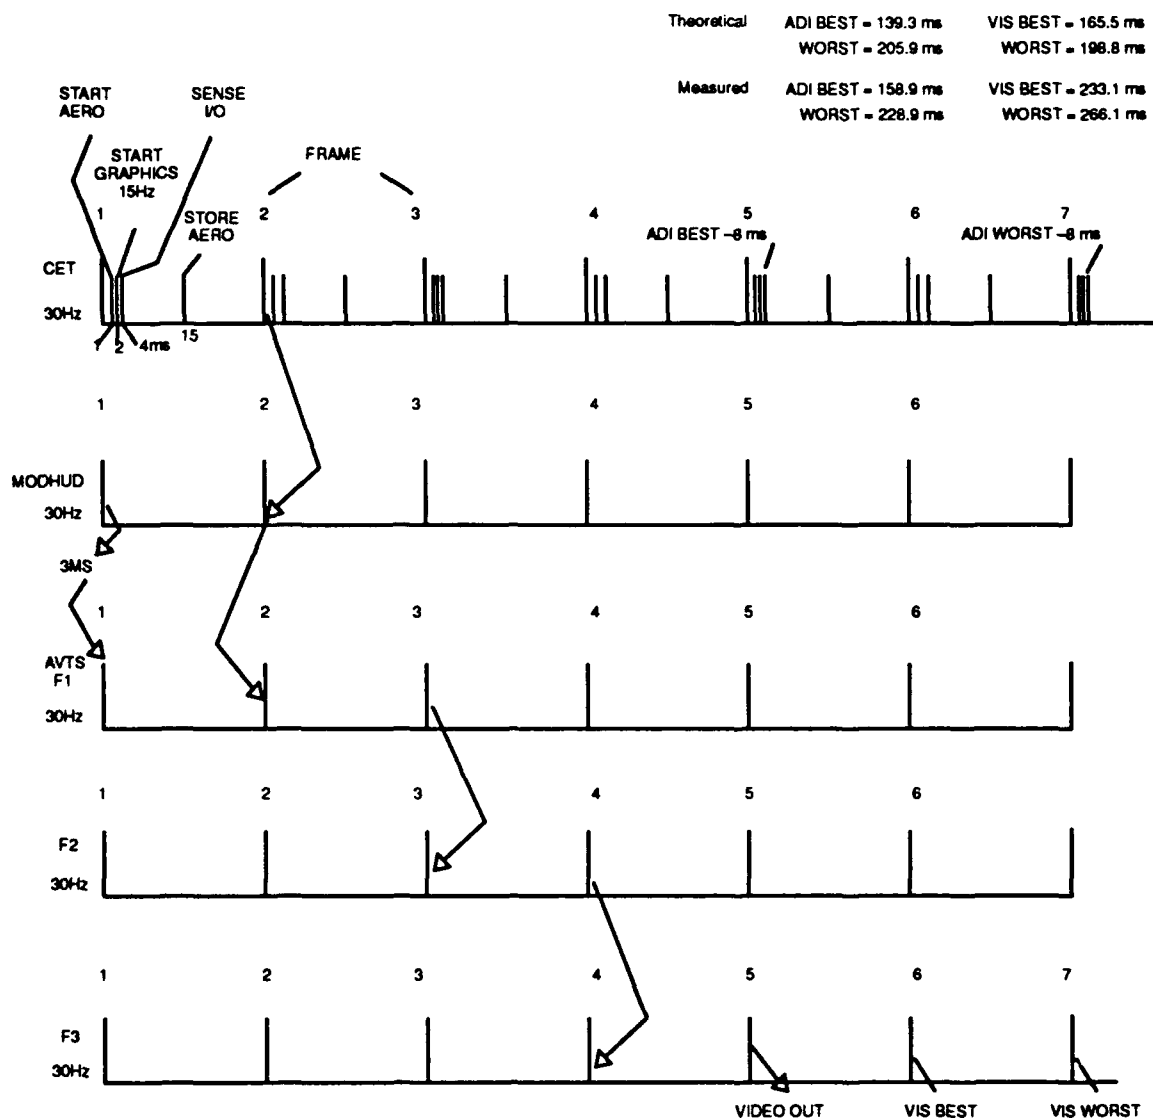 Theoretical ADI BEST = 139.3 ms VIS BEST = 165.5 ms
WORST = 205.9 ms WORST = 198.8 ms
Measured ADI BEST = 158.9 ms VIS BEST = 233.1 ms
WORST = 228.9 ms WORST = 266.1 ms
START
AERO
SENSE
I/O
START
GRAPHICS
15Hz
FRAME
STORE
AERO
1 2 3 4 5 6 7
ADI BEST -8 ms ADI WORST -8 ms
CET
30Hz
1 2 4ms 15
1 2 3 4 5 6
MODHUD
30Hz
3MS
1 2 3 4 5 6
AVTS
F1
30Hz
1 2 3 4 5 6
F2
30Hz
1 2 3 4 5 6 7
F3
30Hz
VIDEO OUT VIS BEST VIS WORST